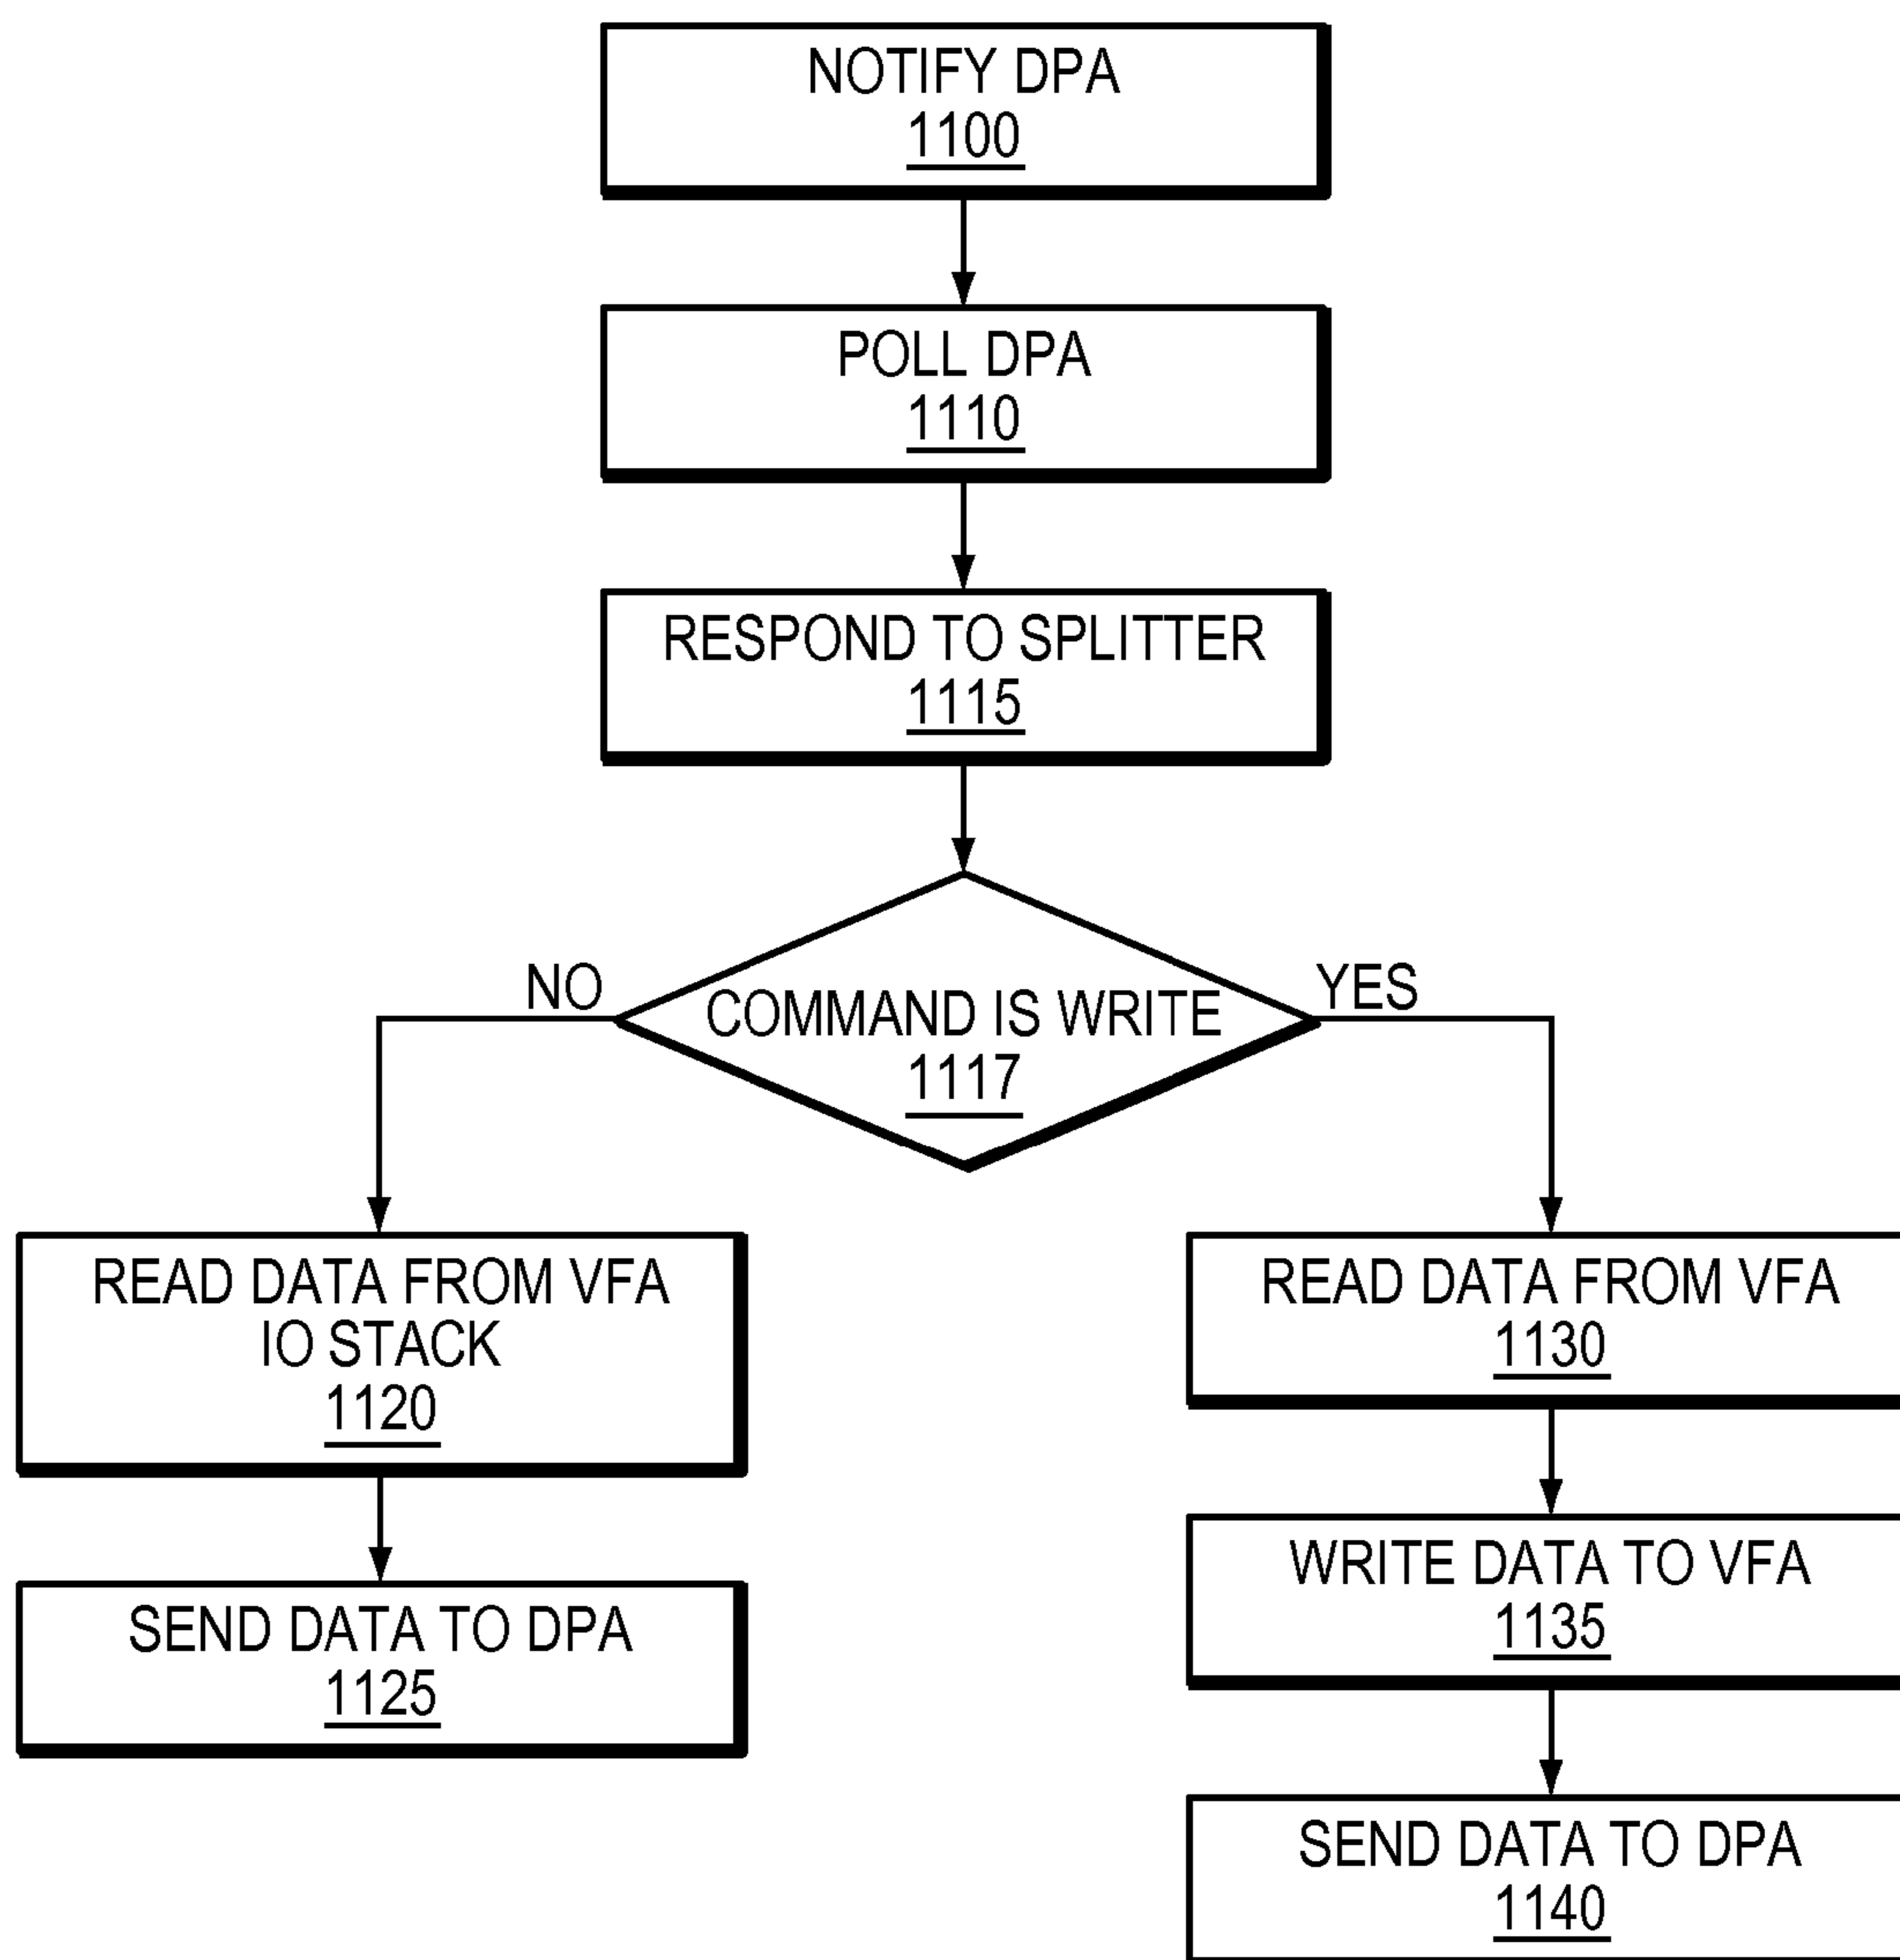 NOTIFY DPA
1100
POLL DPA
1110
RESPOND TO SPLITTER
1115
NO
YES
COMMAND IS WRITE
1117
READ DATA FROM VFA
IO STACK
1120
SEND DATA TO DPA
1125
READ DATA FROM VFA
1130
WRITE DATA TO VFA
1135
SEND DATA TO DPA
1140